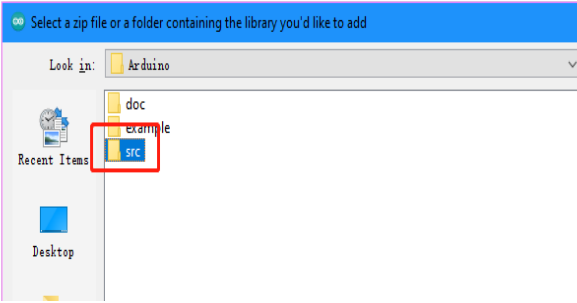 Select a zip file or a folder containing the library you'd like to add
Look in: Arduino
doc
example
src
Recent Items
Desktop